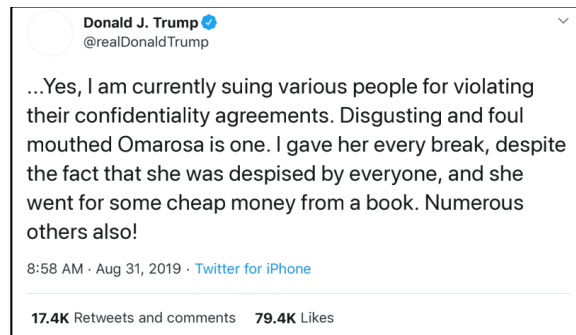 Donald J. Trump
@realDonaldTrump
...Yes, I am currently suing various people for violating
their confidentiality agreements. Disgusting and foul
mouthed Omarosa is one. I gave her every break, despite
the fact that she was despised by everyone, and she
went for some cheap money from a book. Numerous
others also!
8:58 AM · Aug 31, 2019 · Twitter for iPhone
17.4K Retweets and comments 79.4K Likes